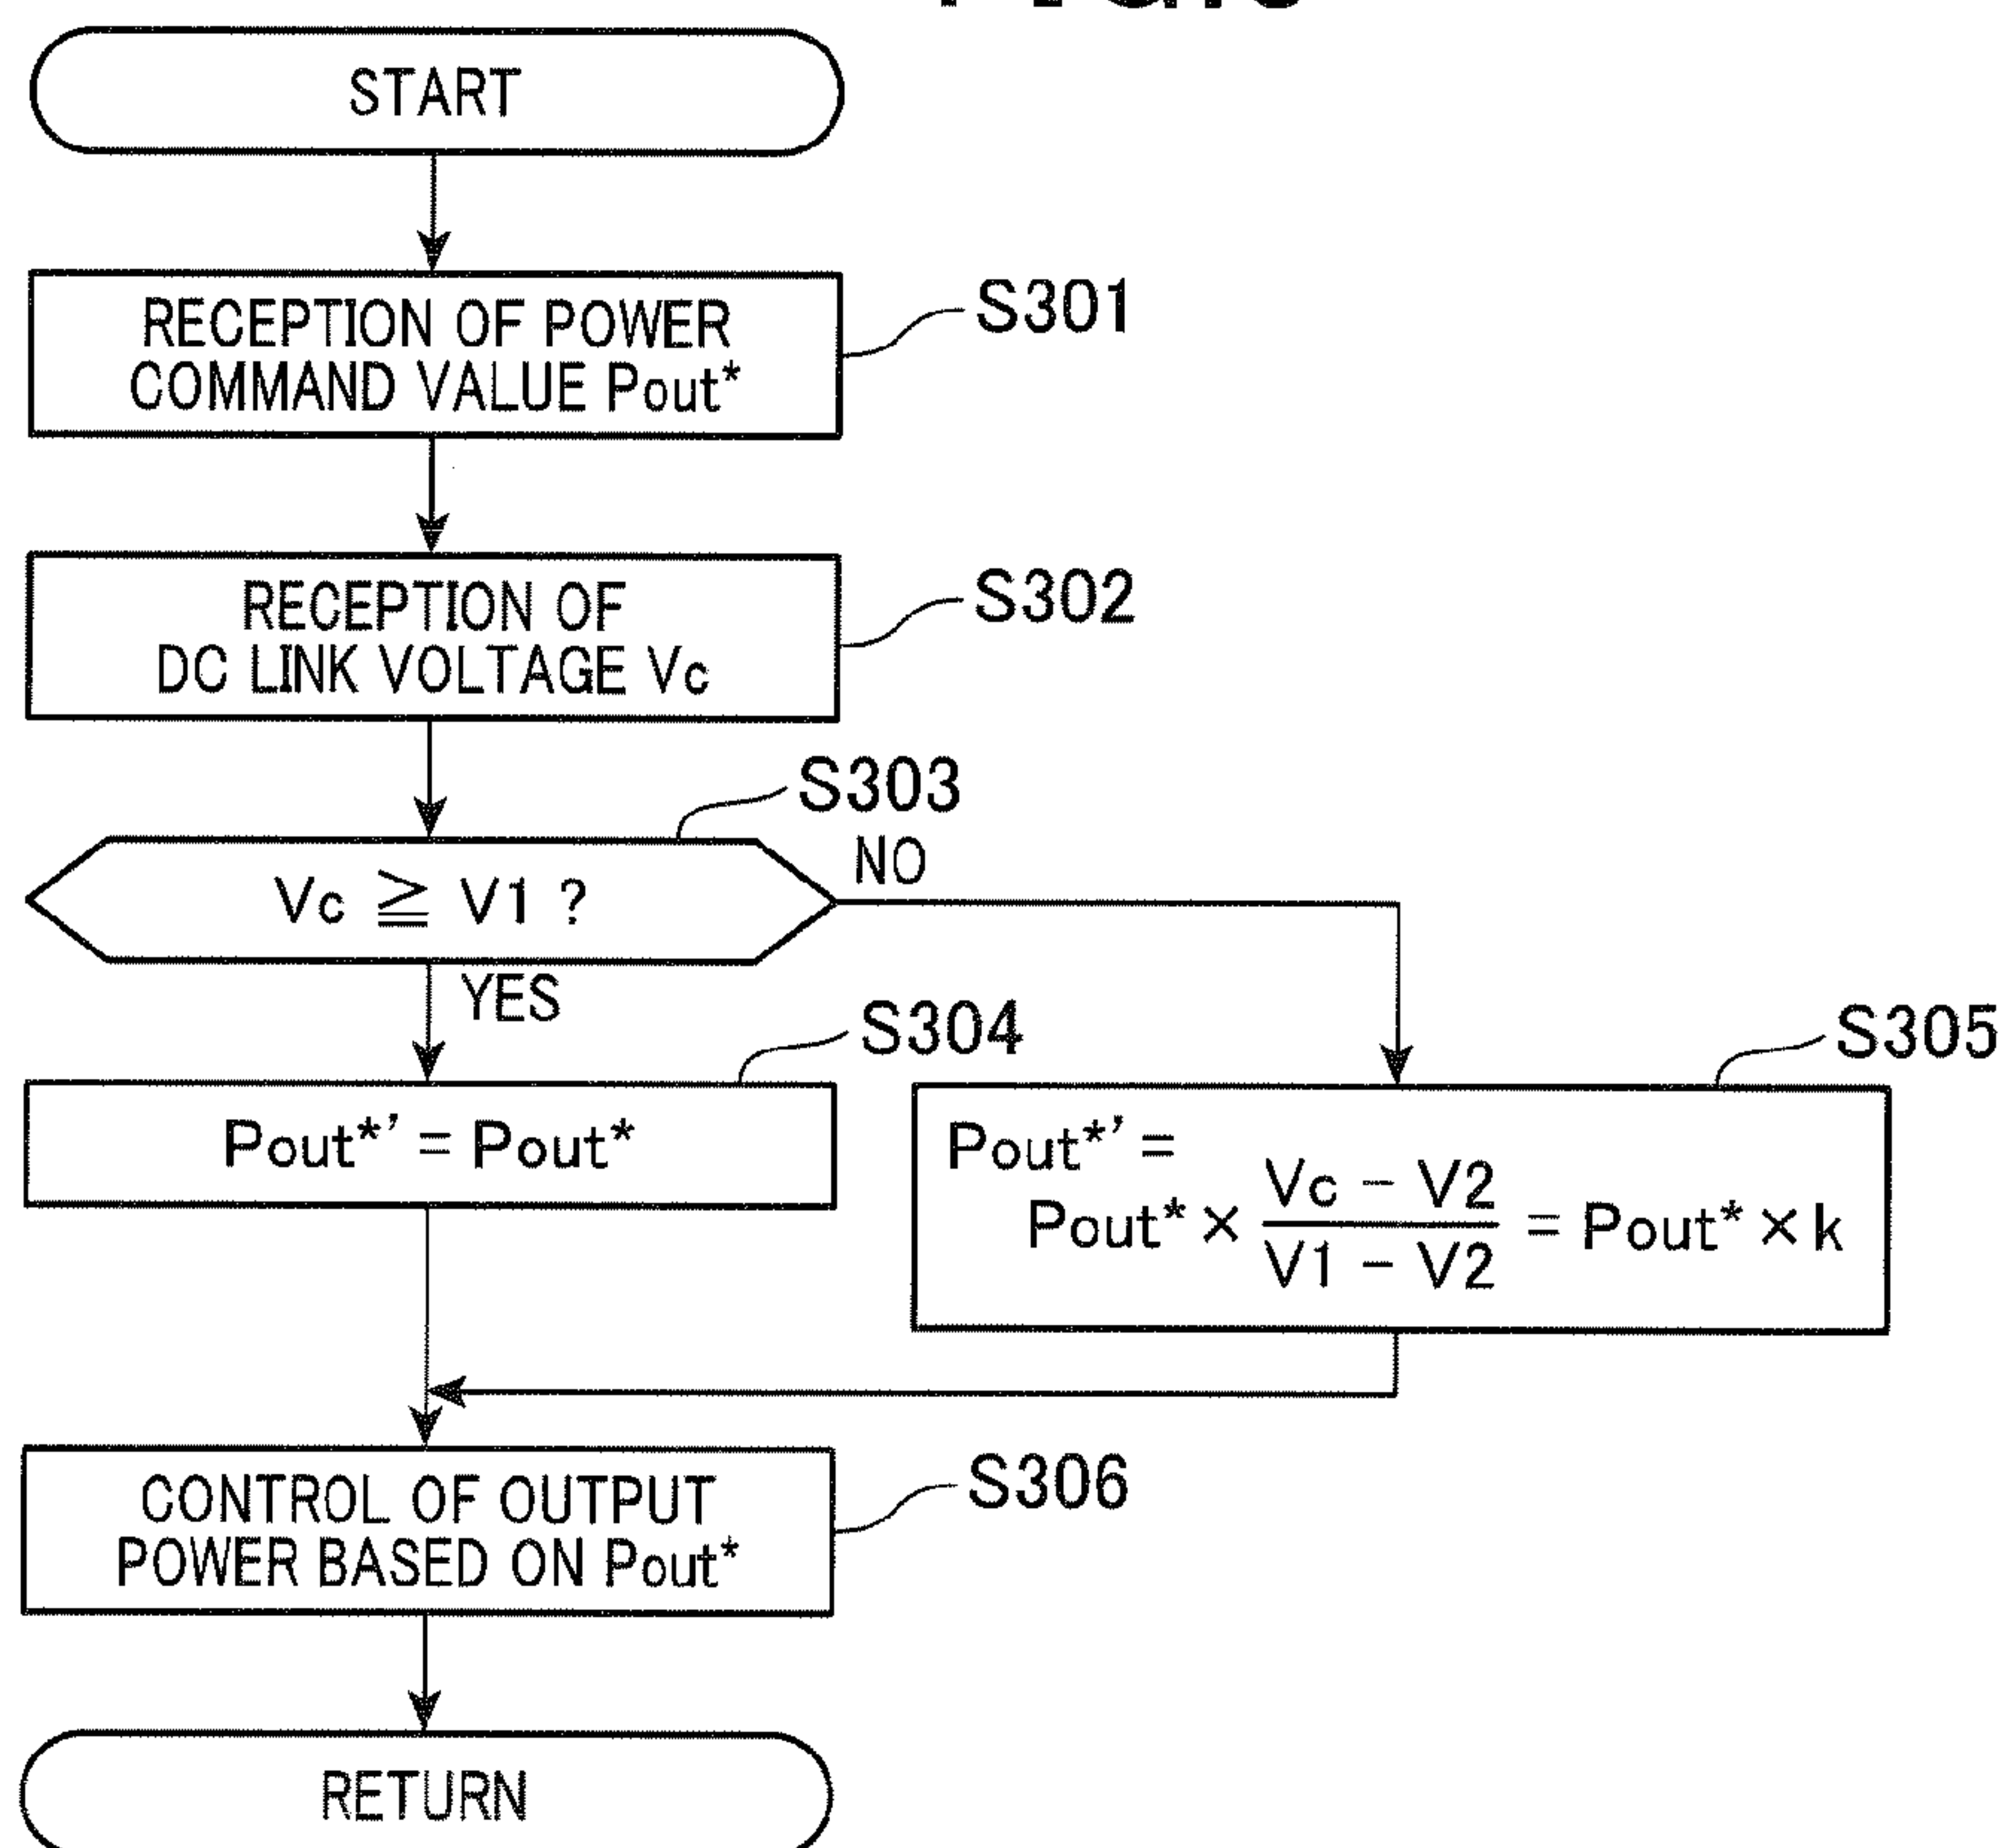 START
RECEPTION OF POWER
COMMAND VALUE Pout*
S301
RECEPTION OF
DC LINK VOLTAGE Vc
S302
S303
Vc ≧ V1 ?
NO
YES
S304
Pout*' = Pout*
S305
Pout*' =
Pout* × (Vc − V2) / (V1 − V2) = Pout* × k
CONTROL OF OUTPUT
POWER BASED ON Pout*
S306
RETURN